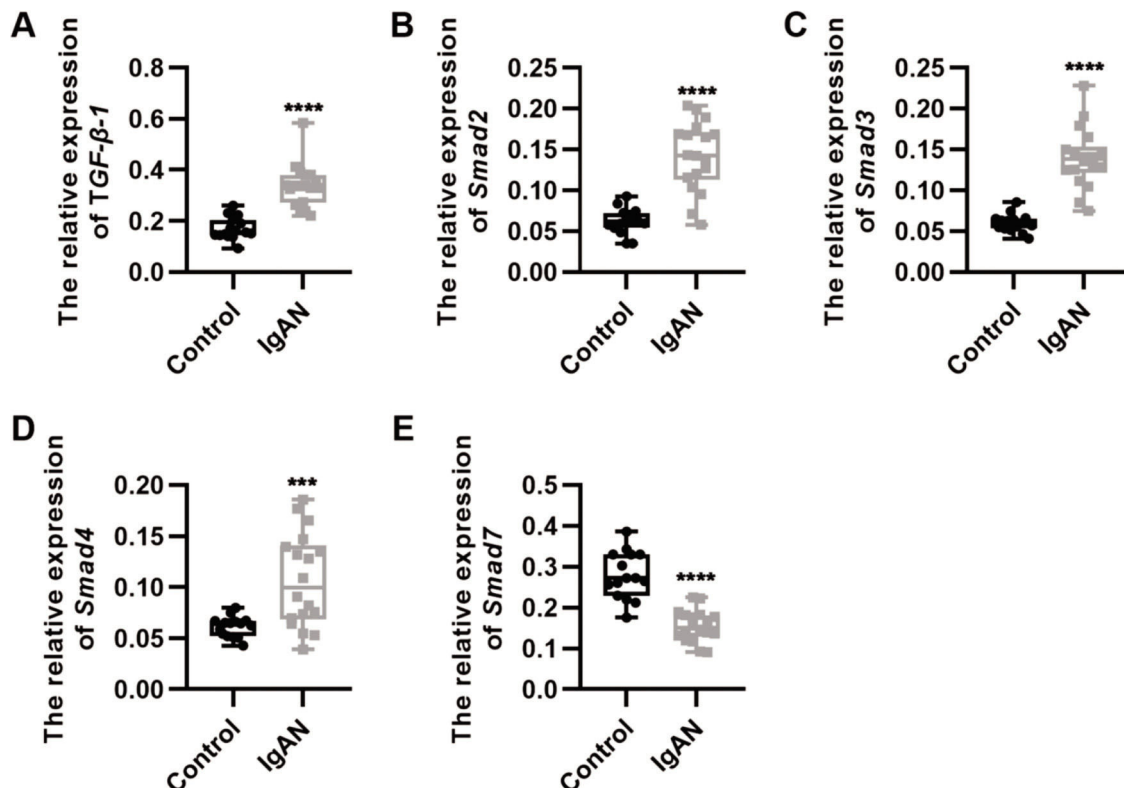 A
The relative expression
of TGF-β-1
0.8
0.6
0.4
0.2
0.0
****
Control
IgAN
B
The relative expression
of Smad2
0.25
0.20
0.15
0.10
0.05
0.00
****
Control
IgAN
C
The relative expression
of Smad3
0.25
0.20
0.15
0.10
0.05
0.00
****
Control
IgAN
D
The relative expression
of Smad4
0.20
0.15
0.10
0.05
0.00
***
Control
IgAN
E
The relative expression
of Smad7
0.5
0.4
0.3
0.2
0.1
0.0
****
Control
IgAN